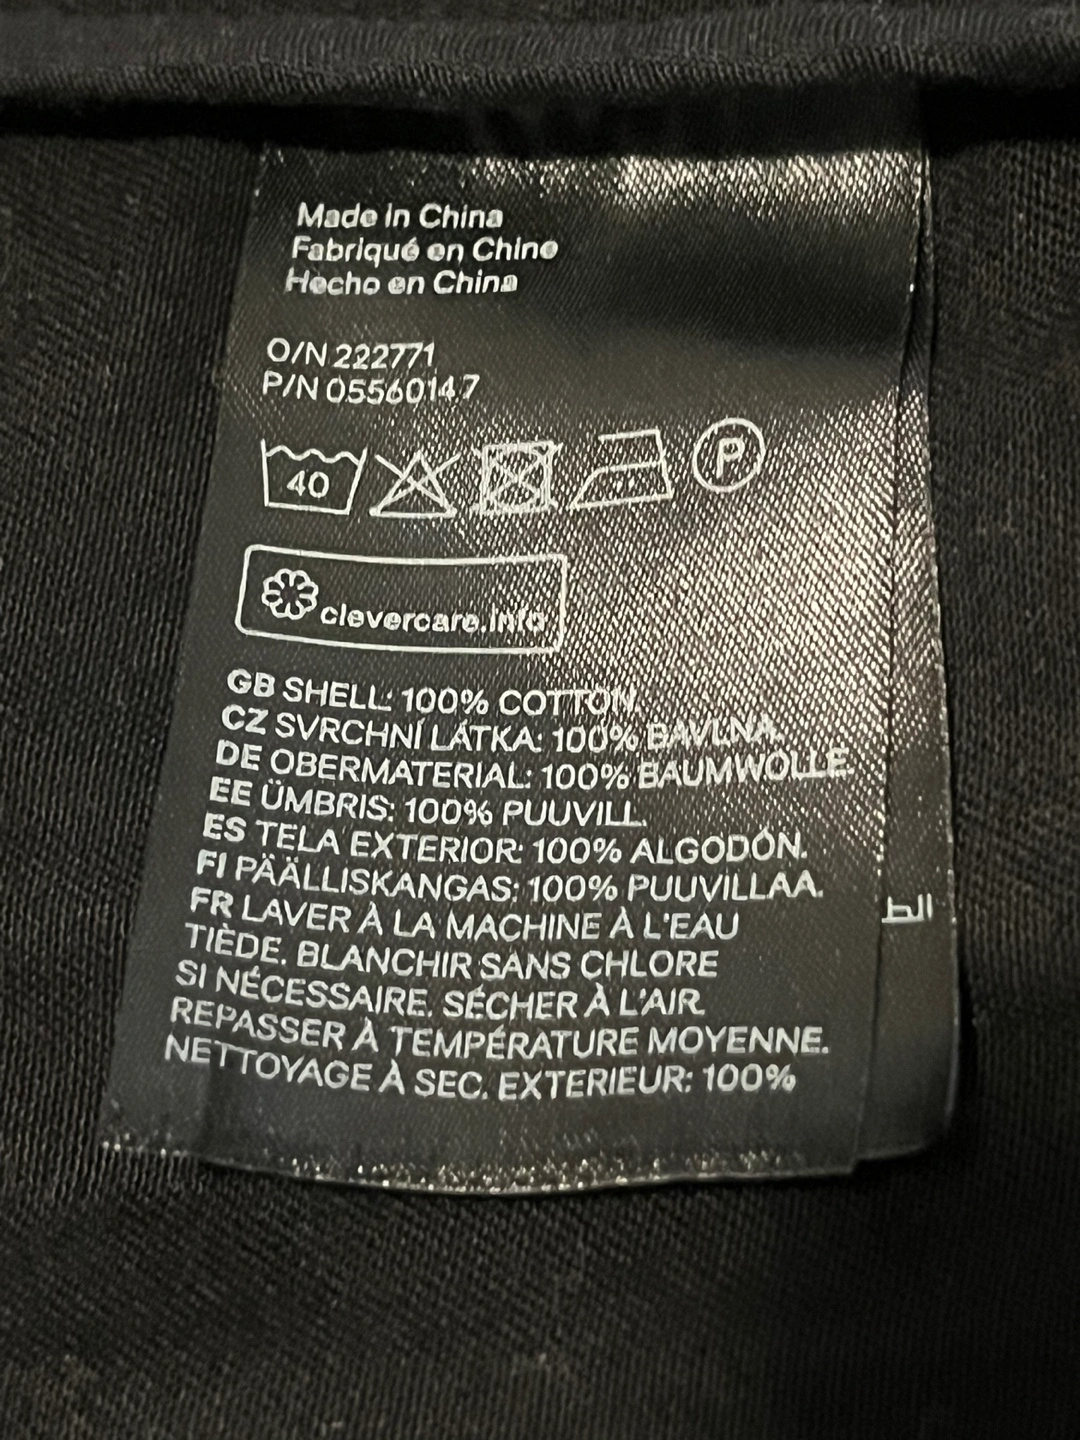 Made in China
Fabriqué en Chine
Hecho en China
O/N 222771
P/N 05560147
40
P
clevercare.info
GB SHELL: 100% COTTON.
CZ SVRCHNÍ LÁTKA: 100% BAVLNA.
DE OBERMATERIAL: 100% BAUMWOLLE.
EE ÜMBRIS: 100% PUUVILL.
ES TELA EXTERIOR: 100% ALGODÓN.
FI PÄÄLLISKANGAS: 100% PUUVILLAA.
FR LAVER À LA MACHINE À L'EAU
TIÈDE. BLANCHIR SANS CHLORE
SI NÉCESSAIRE. SÉCHER À L'AIR.
REPASSER À TEMPÉRATURE MOYENNE.
NETTOYAGE À SEC. EXTERIEUR: 100%